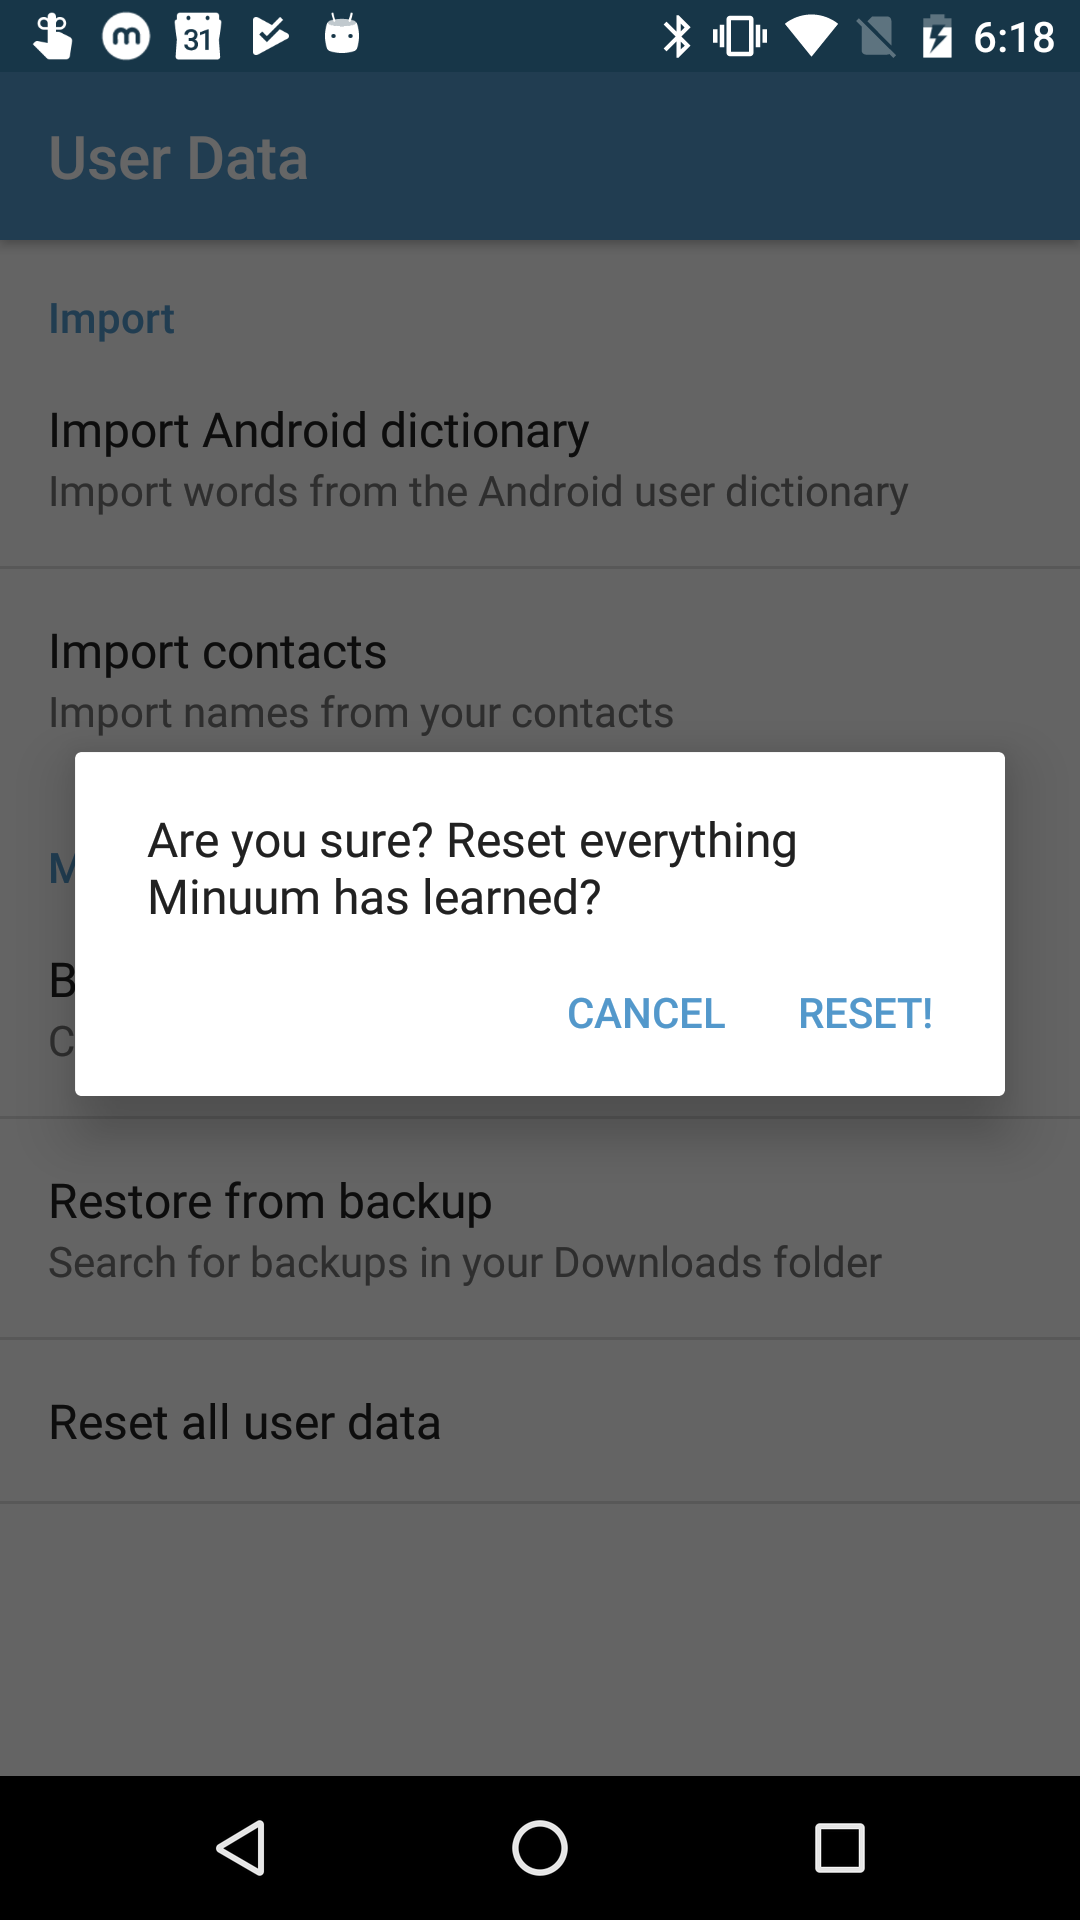 31 6:18
User Data
Import
Import Android dictionary
Import words from the Android user dictionary
Import contacts
Import names from your contacts
Are you sure? Reset everything
Minuum has learned?
CANCEL RESET!
Restore from backup
Search for backups in your Downloads folder
Reset all user data